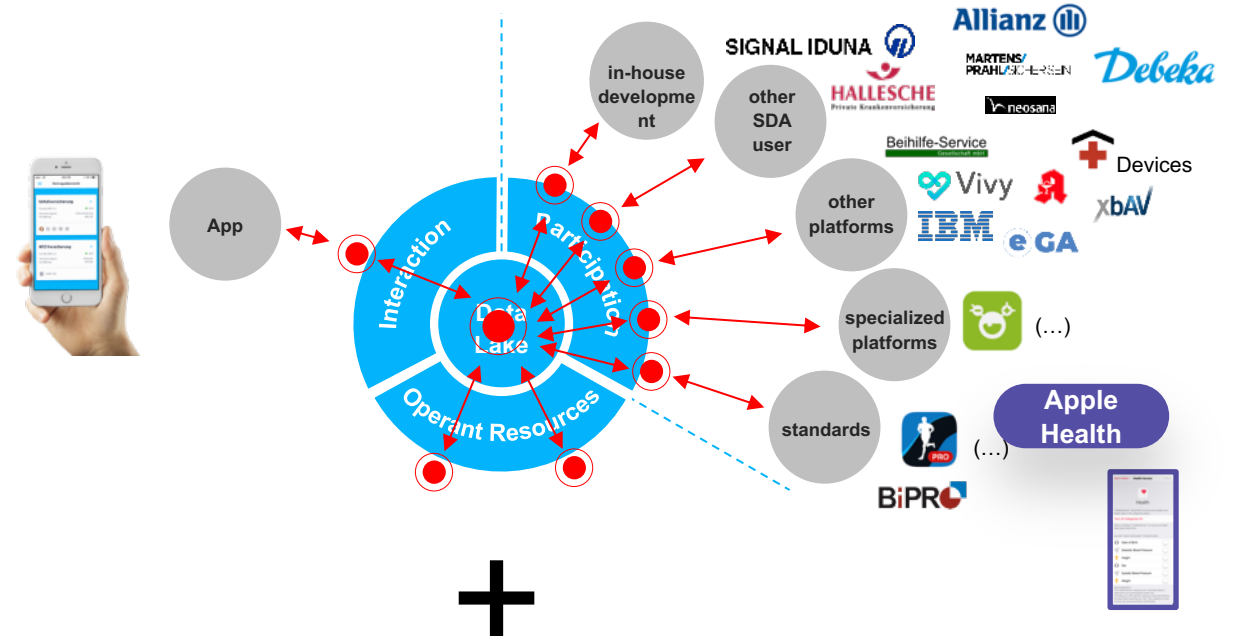 Allianz
SIGNAL IDUNA
MARTENS/
PRAHL/
Debeka
HALLESCHE
Private Krankenversicherung
neosana
in-house
developme
nt
other
SDA
user
Beihilfe-Service
Devices
Vivy
xbAV
other
platforms
IBM
eGA
App
Interaction
Participation
Data
Lake
Operant Resources
specialized
platforms
(...)
Apple
Health
standards
PRO
(...)
BiPRO
Health